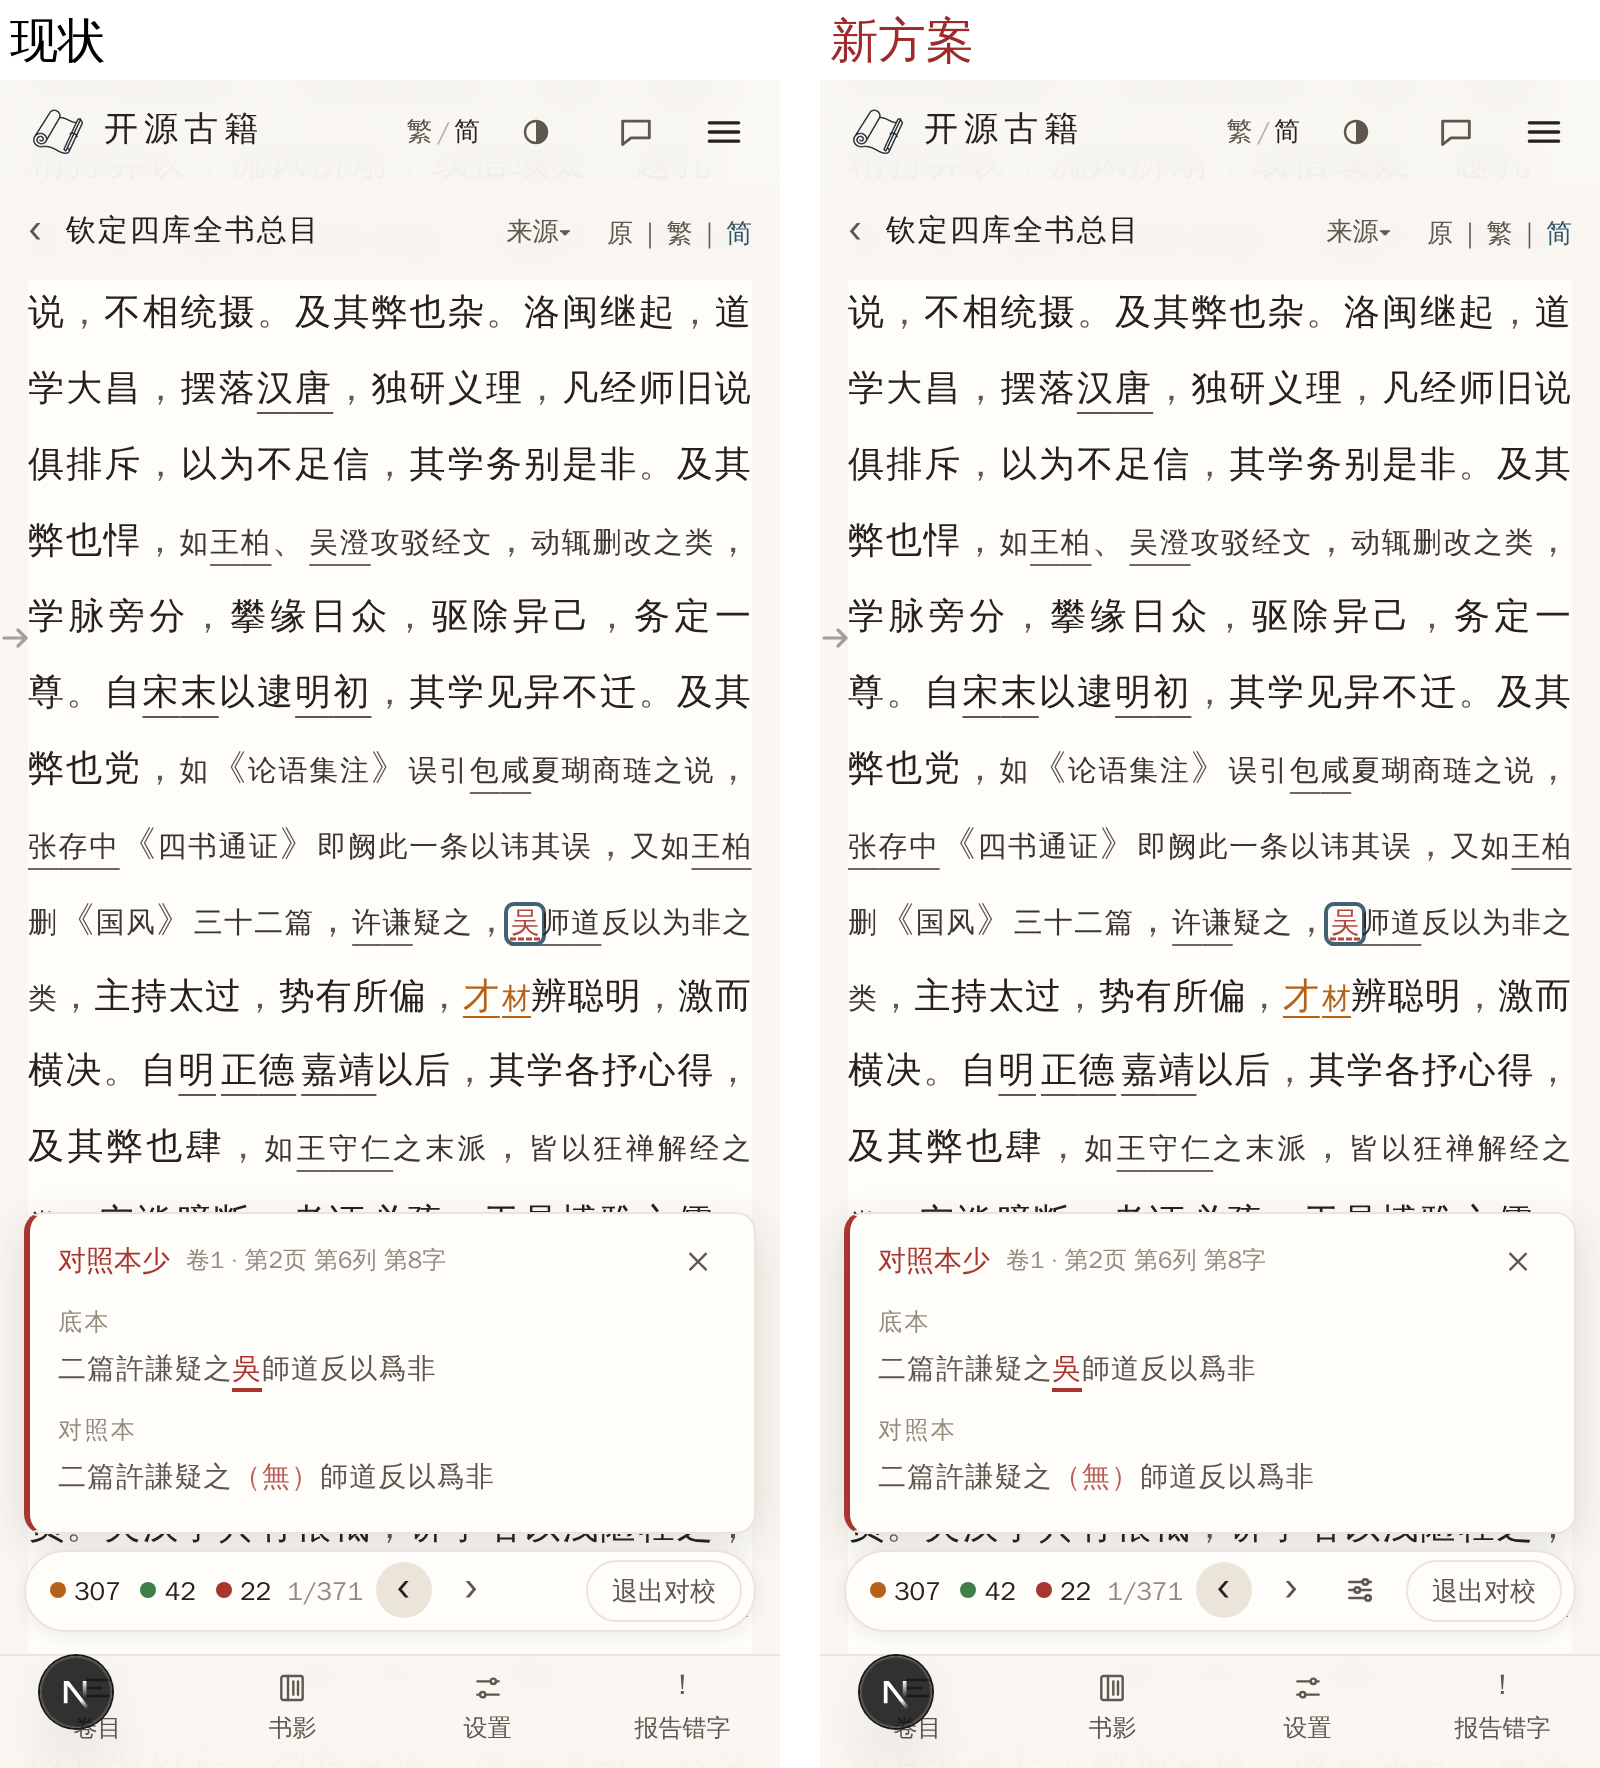 现状
开源古籍
繁/简
钦定四库全书总目
来源
原｜繁｜简
说，不相统摄。及其弊也杂。洛闽继起，道
学大昌，摆落汉唐，独研义理，凡经师旧说
俱排斥，以为不足信，其学务别是非。及其
弊也悍，如王柏、吴澄攻驳经文，动辄删改之类，
学脉旁分，攀缘日众，驱除异己，务定一
尊。自宋末以逮明初，其学见异不迁。及其
弊也党，如《论语集注》误引包咸夏瑚商琏之说，
张存中《四书通证》即阙此一条以讳其误，又如王柏
删《国风》三十二篇，许谦疑之，吴师道反以为非之
类，主持太过，势有所偏，才材辨聪明，激而
横决。自明正德嘉靖以后，其学各抒心得，
及其弊也肆，如王守仁之末派，皆以狂禅解经之
对照本少 卷1 · 第2页 第6列 第8字
底本
二篇許謙疑之吳師道反以爲非
对照本
二篇許謙疑之（無）師道反以爲非
307 42 22 1/371 ‹ › 退出对校
卷目
书影
设置
报告错字
新方案
开源古籍
繁/简
钦定四库全书总目
来源
原｜繁｜简
说，不相统摄。及其弊也杂。洛闽继起，道
学大昌，摆落汉唐，独研义理，凡经师旧说
俱排斥，以为不足信，其学务别是非。及其
弊也悍，如王柏、吴澄攻驳经文，动辄删改之类，
学脉旁分，攀缘日众，驱除异己，务定一
尊。自宋末以逮明初，其学见异不迁。及其
弊也党，如《论语集注》误引包咸夏瑚商琏之说，
张存中《四书通证》即阙此一条以讳其误，又如王柏
删《国风》三十二篇，许谦疑之，吴师道反以为非之
类，主持太过，势有所偏，才材辨聪明，激而
横决。自明正德嘉靖以后，其学各抒心得，
及其弊也肆，如王守仁之末派，皆以狂禅解经之
对照本少 卷1 · 第2页 第6列 第8字
底本
二篇許謙疑之吳師道反以爲非
对照本
二篇許謙疑之（無）師道反以爲非
307 42 22 1/371 ‹ › 退出对校
卷目
书影
设置
报告错字